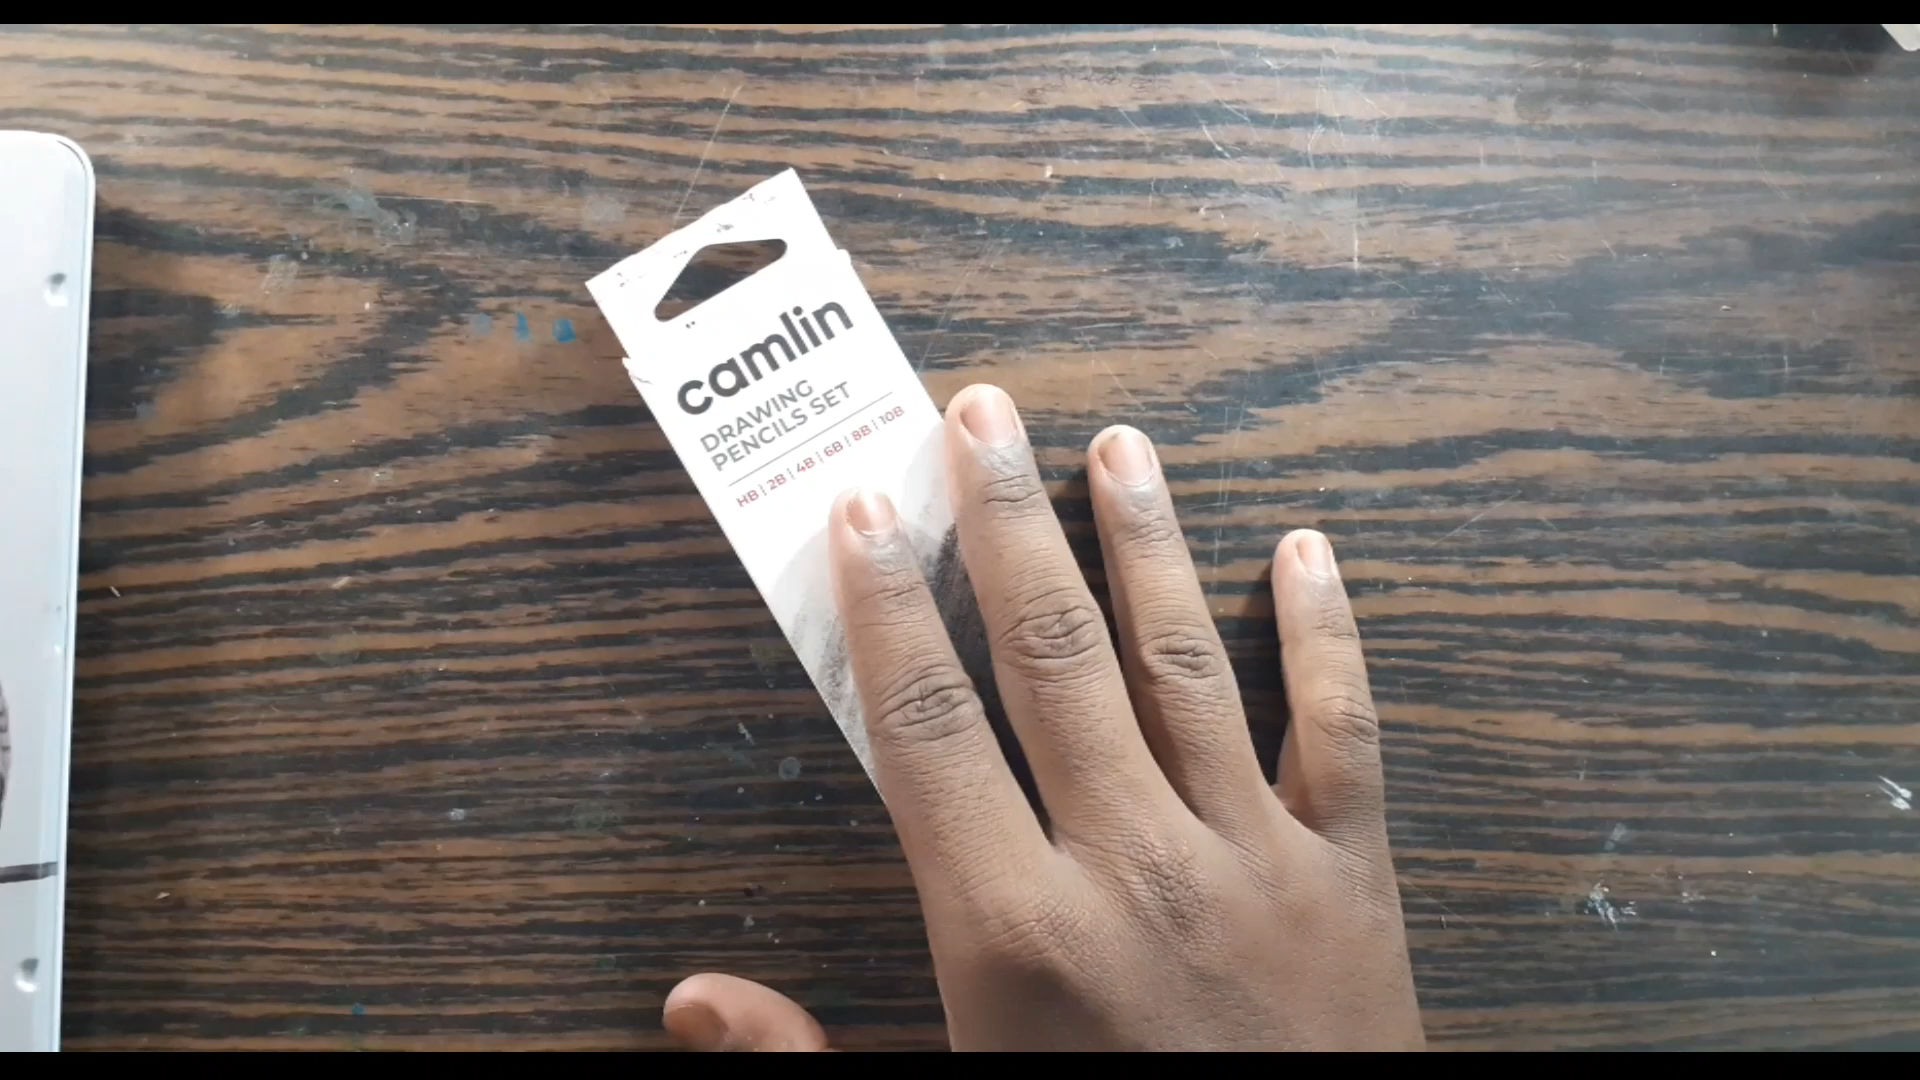 camlin
DRAWING
PENCILS SET
HB | 2B | 4B | 6B | 8B | 10B